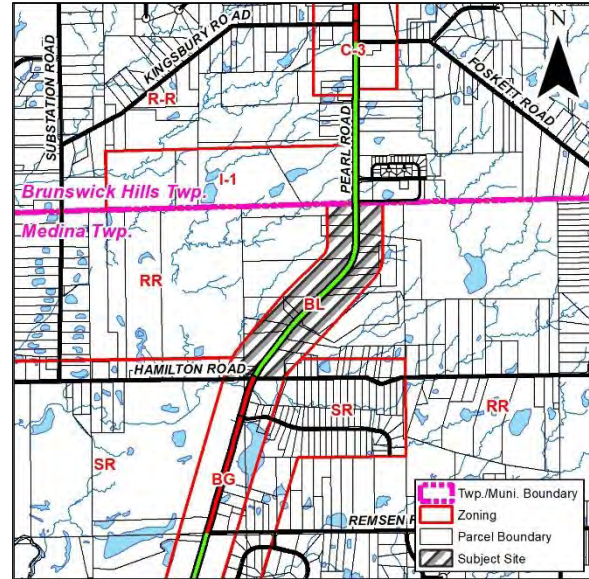 N
C-3
KINGSBURY ROAD
SUBSTATION ROAD
R-R
FOSKETT ROAD
PEARL ROAD
I-1
Brunswick Hills Twp.
Medina Twp.
RR
BL
HAMILTON ROAD
SR
RR
SR
BG
REMSEN R
Twp./Muni. Boundary
Zoning
Parcel Boundary
Subject Site